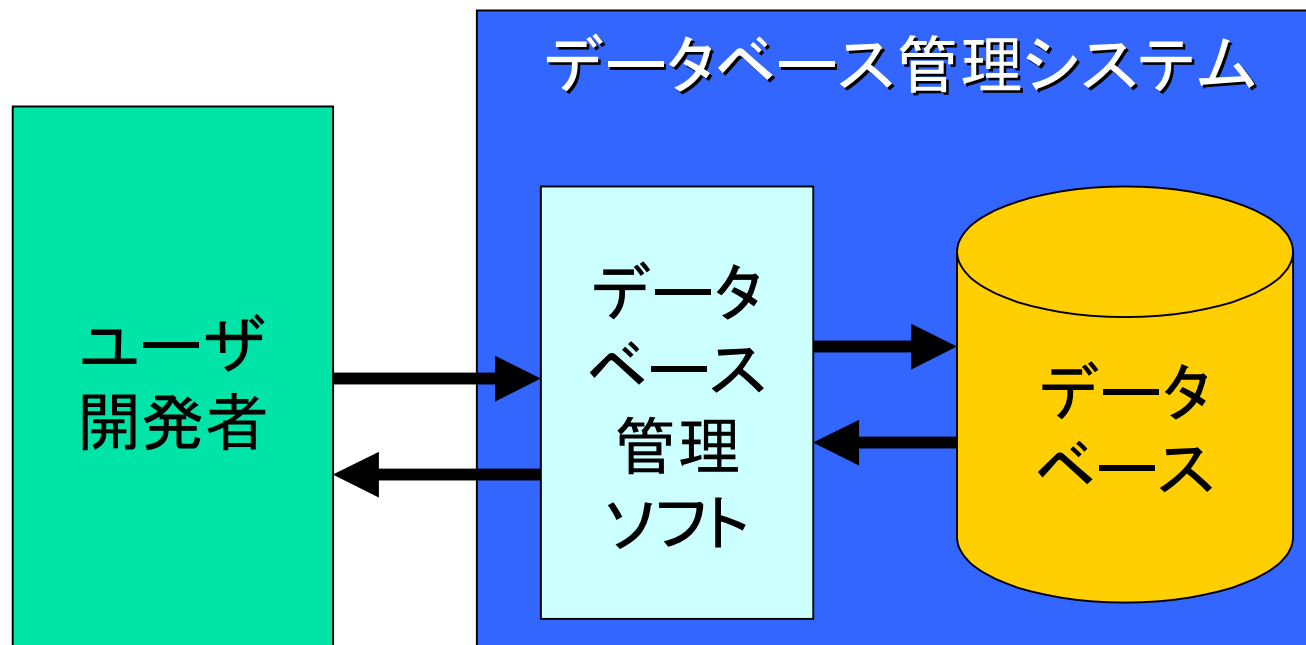 データベース管理システム
ユーザ
開発者
データ
ベース
管理
ソフト
データ
ベース